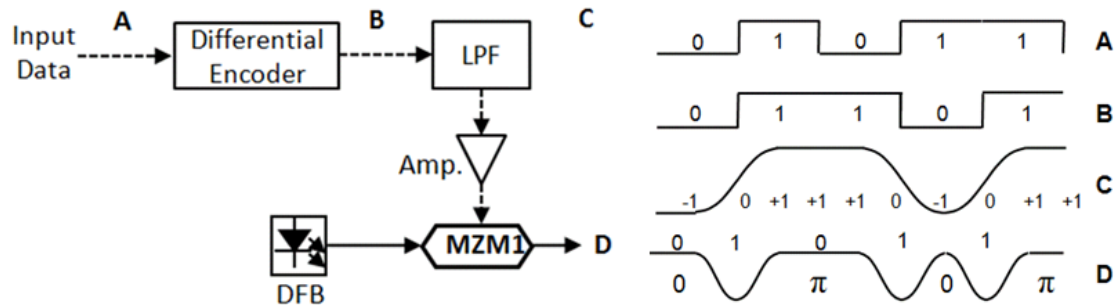 A B C
Input Data
Differential Encoder
LPF
Amp.
MZM1 D
DFB
0 1 0 1 1 A
0 1 1 0 1 B
C
-1 0 +1 +1 +1 0 -1 0 +1 +1
0 1 0 1 1
D
0 π 0 π